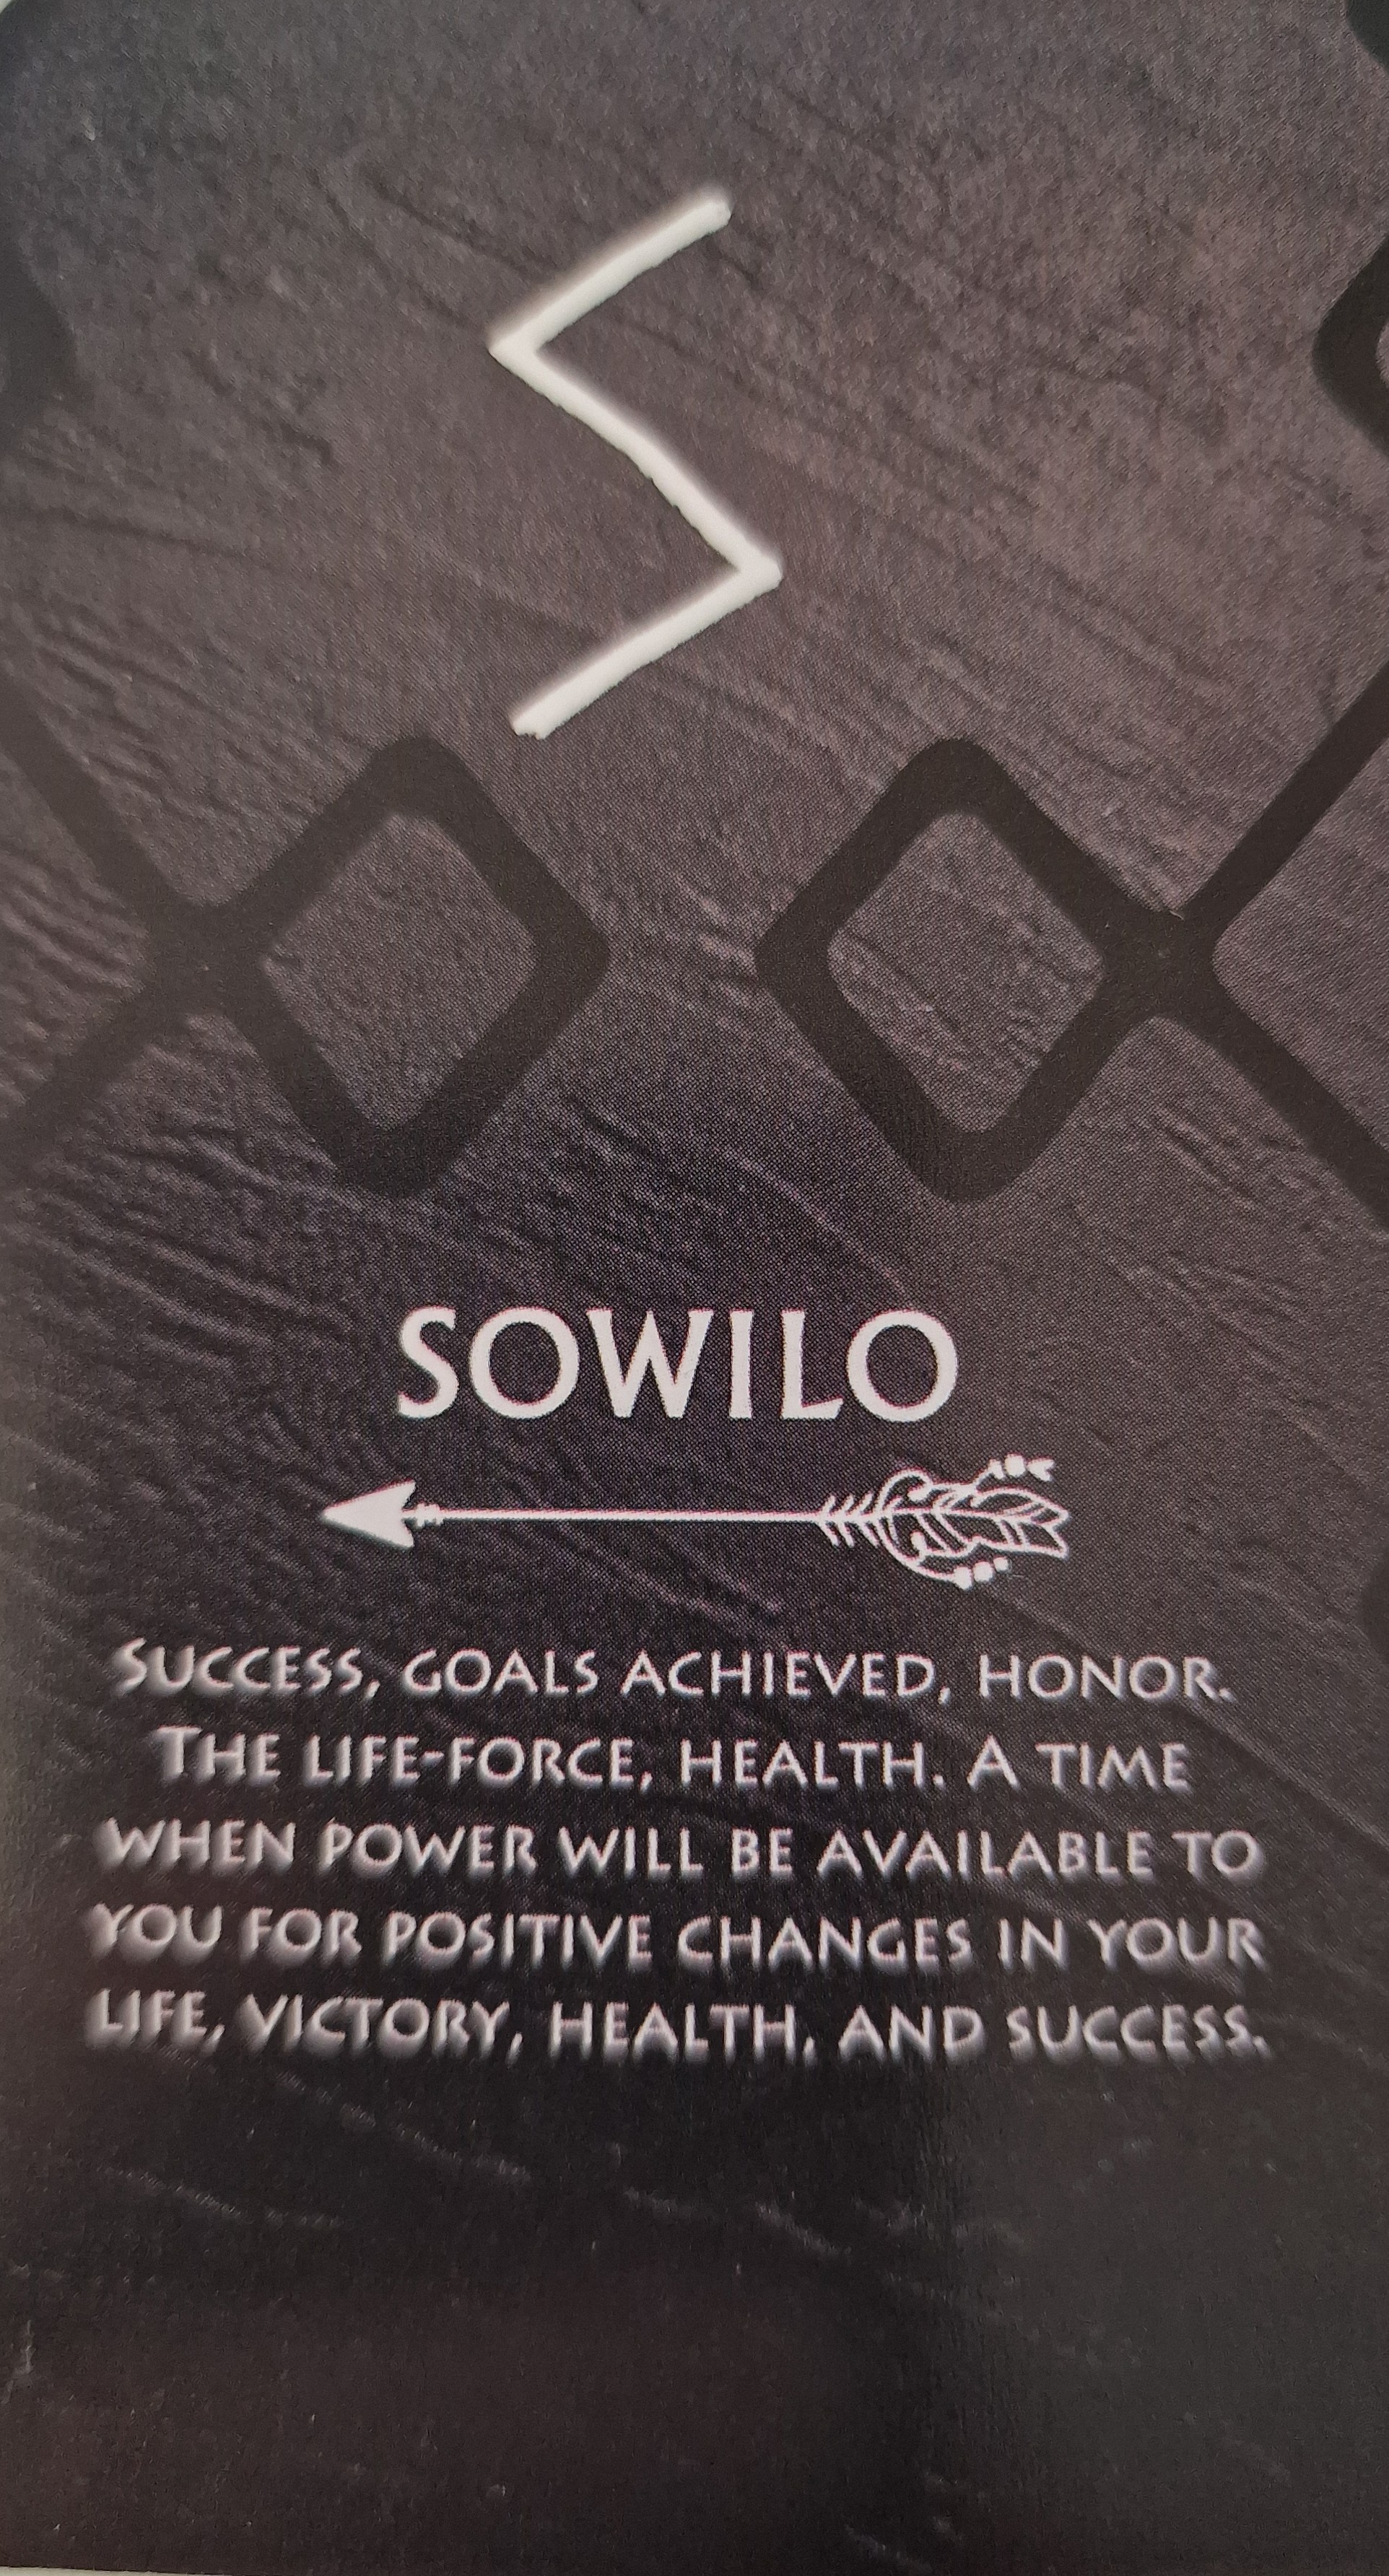 SOWILO
SUCCESS, GOALS ACHIEVED, HONOR.
THE LIFE-FORCE, HEALTH. A TIME
WHEN POWER WILL BE AVAILABLE TO
YOU FOR POSITIVE CHANGES IN YOUR
LIFE, VICTORY, HEALTH, AND SUCCESS.